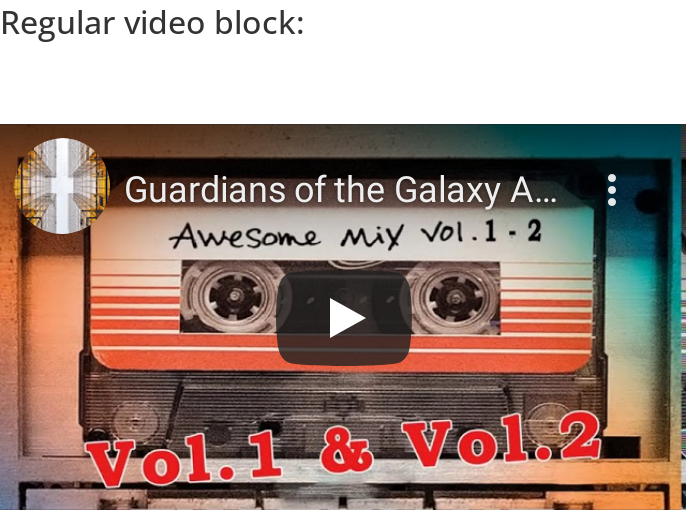 Regular video block:
Guardians of the Galaxy A...
Awesome Mix Vol.1 - 2
Vol.1 & Vol.2